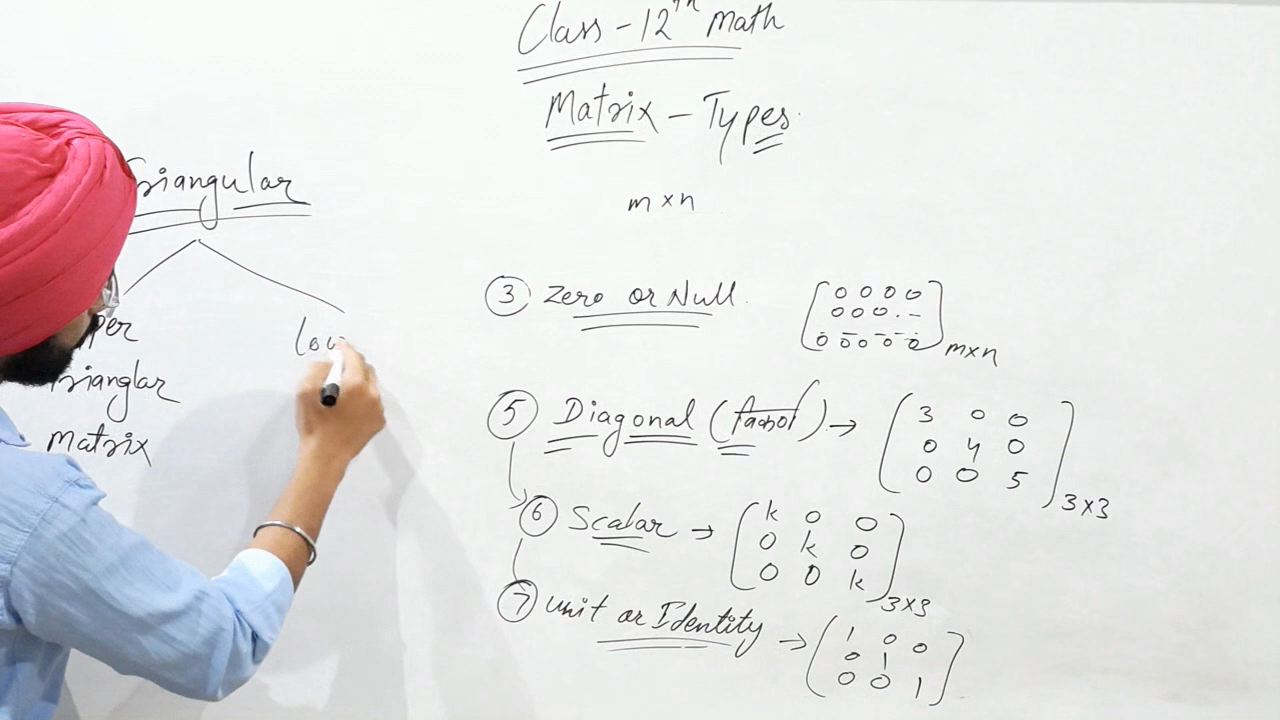 Class - 12th Math
Matrix - Types
m × n
Triangular
Trianglar
Matrix
③ Zero or Null
0 0 0 0
0 0 0 . -
0 0 0 0 0
m×n
⑤ Diagonal →
3 0 0
0 4 0
0 0 5
3×3
⑥ Scalar →
k 0 0
0 k 0
0 0 k
3×3
⑦ Unit or Identity →
1 0 0
0 1
0 0 1